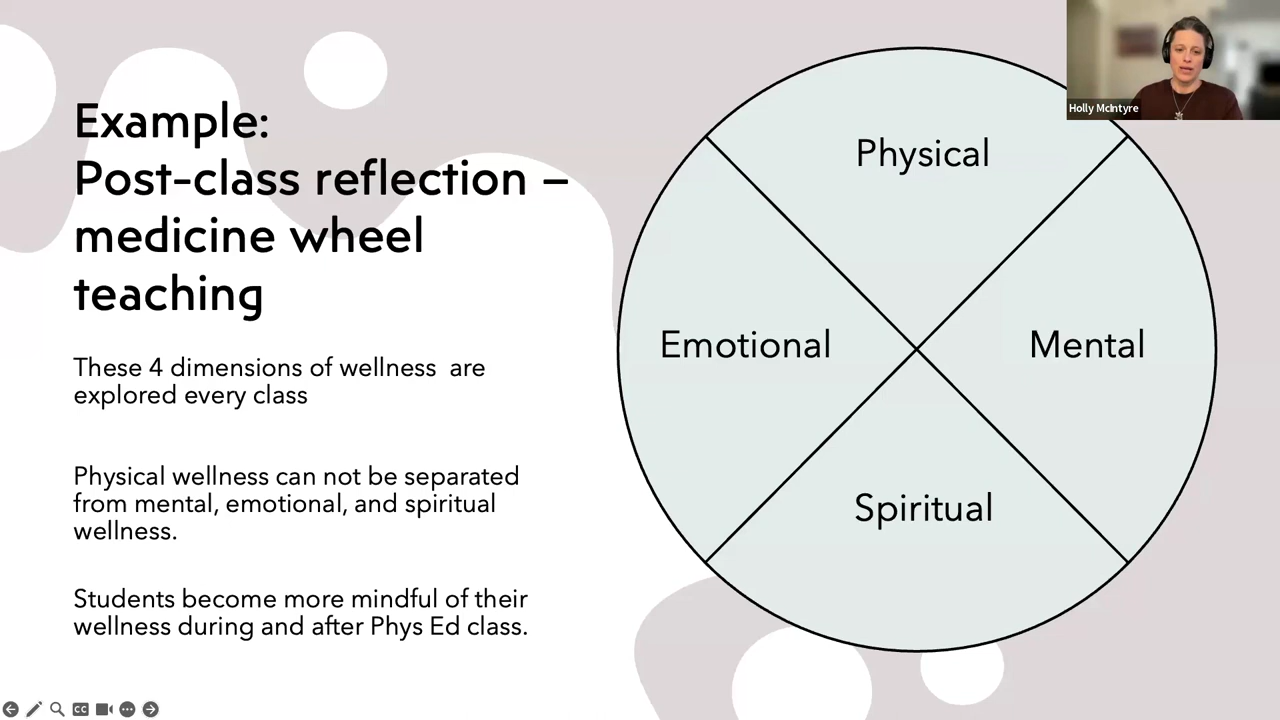 Example:
Post-class reflection –
medicine wheel
teaching
These 4 dimensions of wellness  are
explored every class
Physical wellness can not be separated
from mental, emotional, and spiritual
wellness.
Students become more mindful of their
wellness during and after Phys Ed class.
Physical
Emotional
Mental
Spiritual
Holly McIntyre
CC